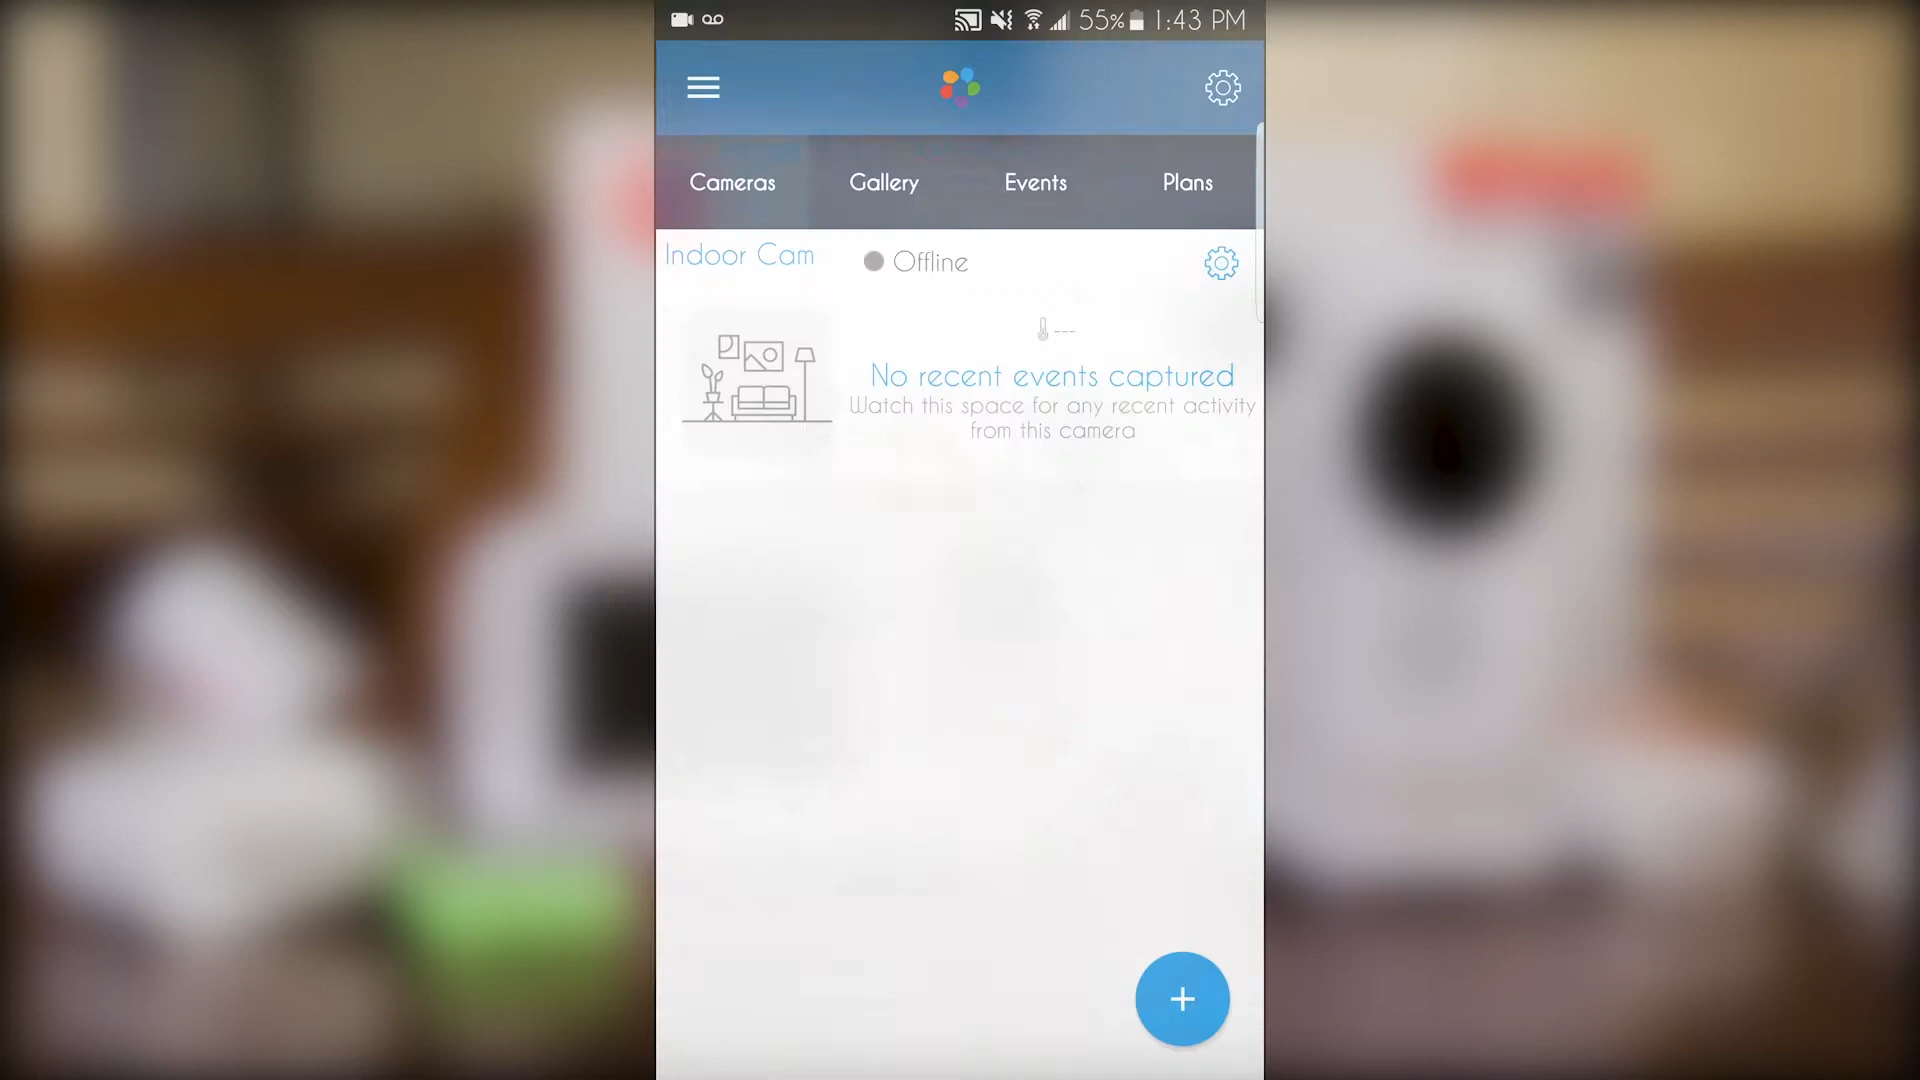 55% 1:43 PM
Cameras Gallery Events Plans
Indoor Cam Offline
---
No recent events captured
Watch this space for any recent activity
from this camera
+